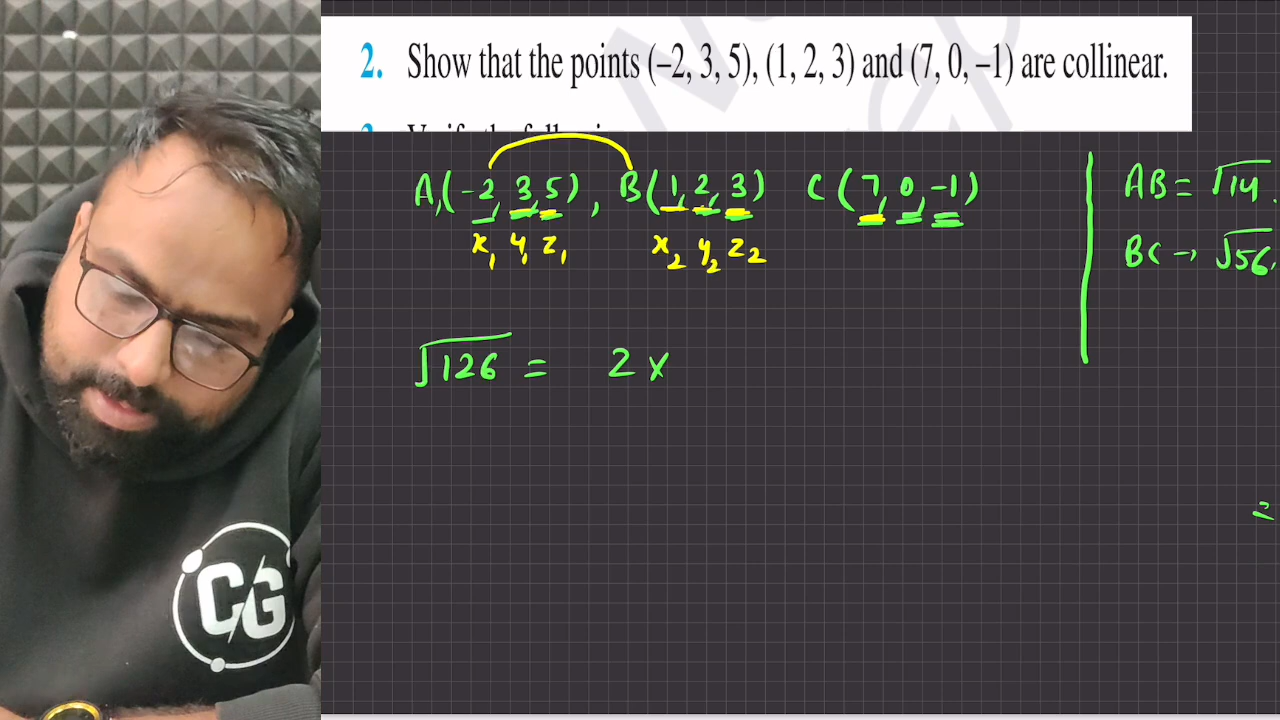 2. Show that the points (–2, 3, 5), (1, 2, 3) and (7, 0, –1) are collinear.
A(-2, 3, 5), B(1, 2, 3) C(7, 0, -1)
x₁ y₁ z₁ x₂ y₂ z₂
AB = √14.
BC → √56.
√126 = 2 x
=
CG